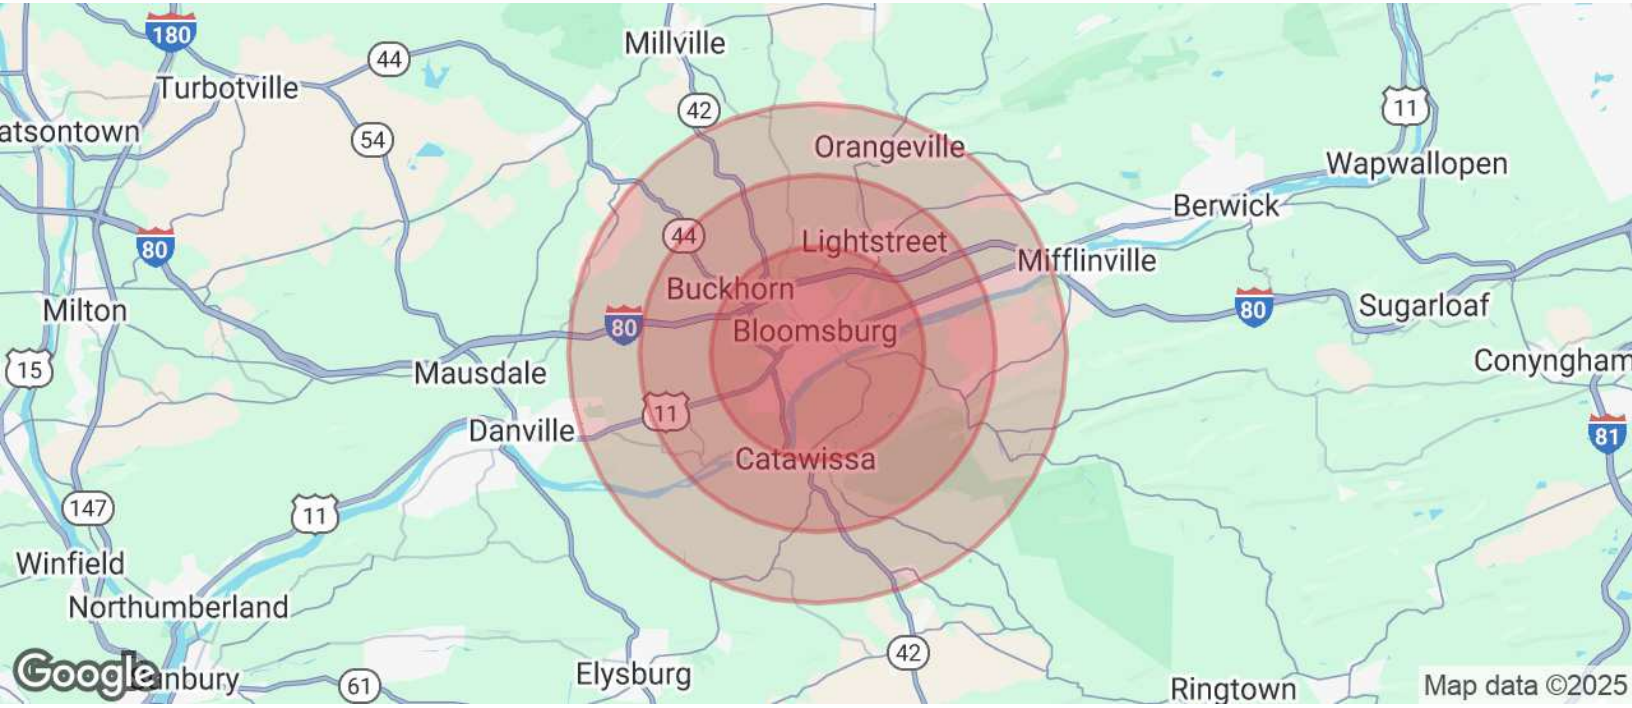 180
Millville
44
Turbotville
42
11
atsontown
54
Orangeville
Wapwallopen
Berwick
44
80
Lightstreet
Mifflinville
Buckhorn
Milton
80
80
Sugarloaf
Bloomsburg
15
Mausdale
Conyngham
11
Danville
81
Catawissa
147
11
Winfield
Northumberland
42
Google
anbury
61
Elysburg
Ringtown
Map data ©2025